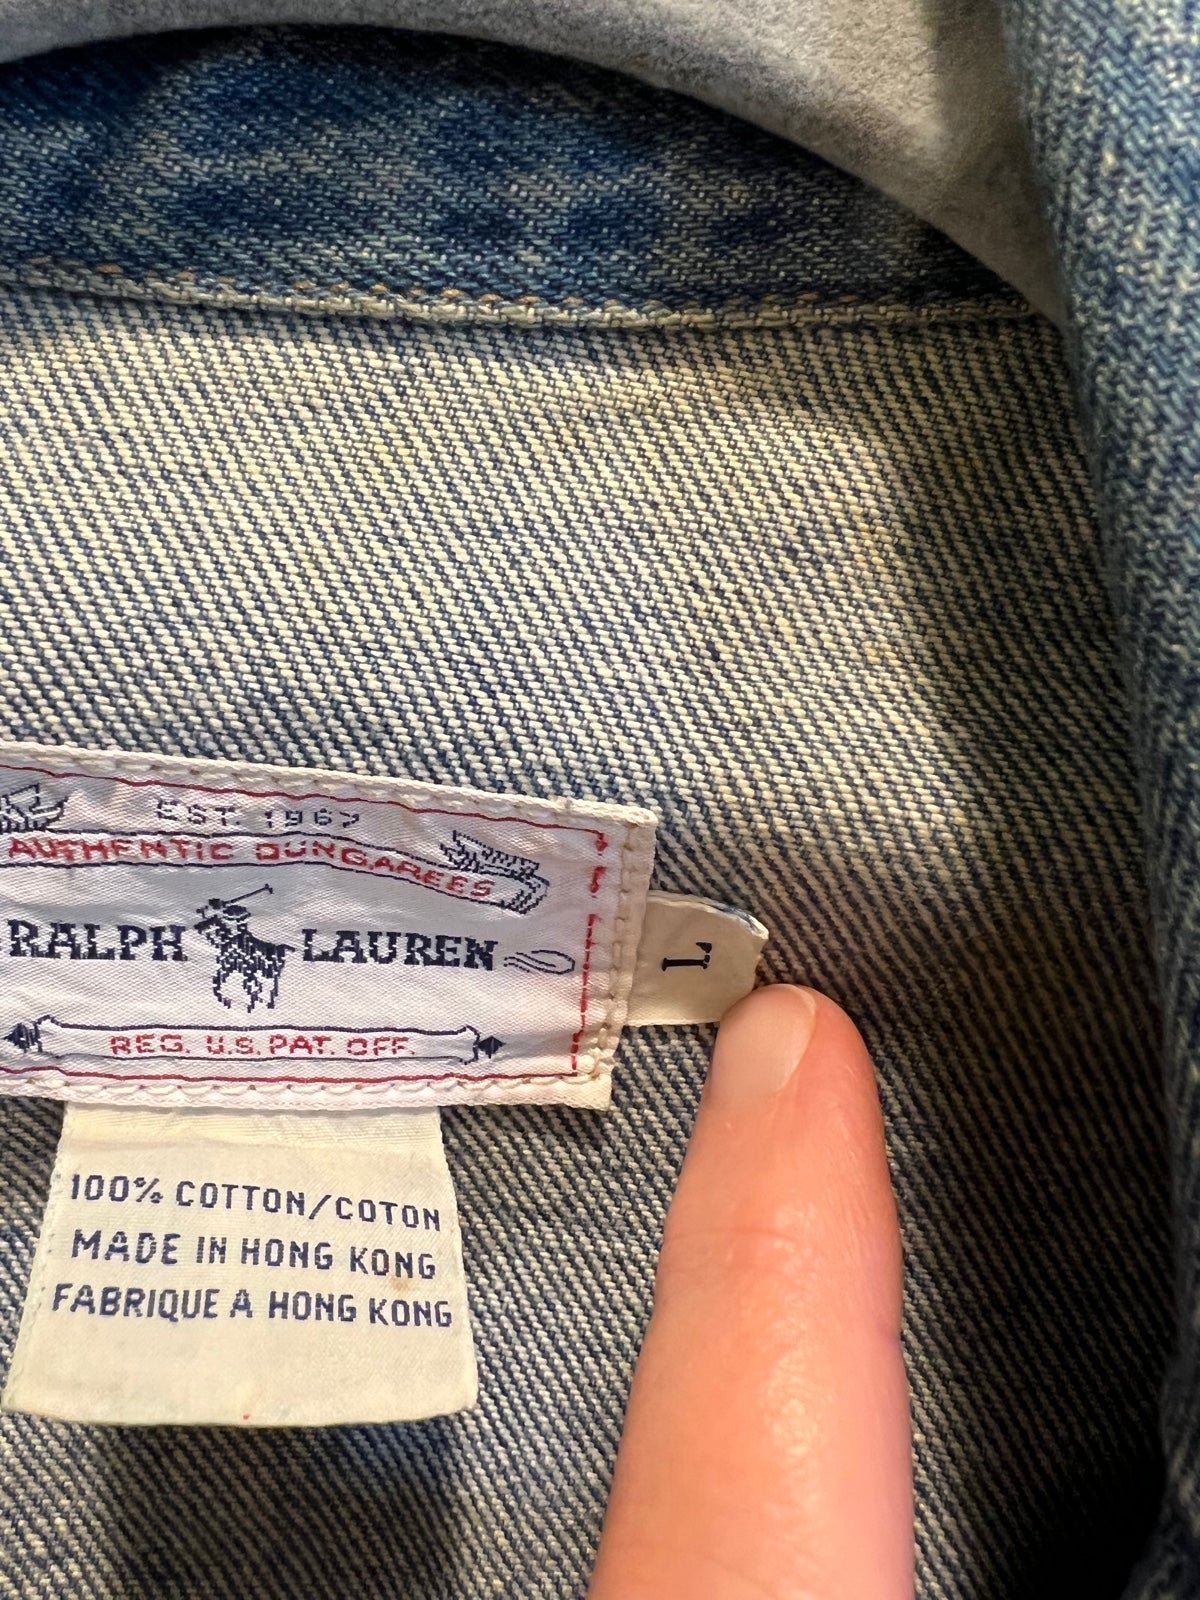 EST. 1967
AUTHENTIC DUNGAREES
RALPH LAUREN
REG. U.S. PAT. OFF.
L
100% COTTON/COTON
MADE IN HONG KONG
FABRIQUE A HONG KONG